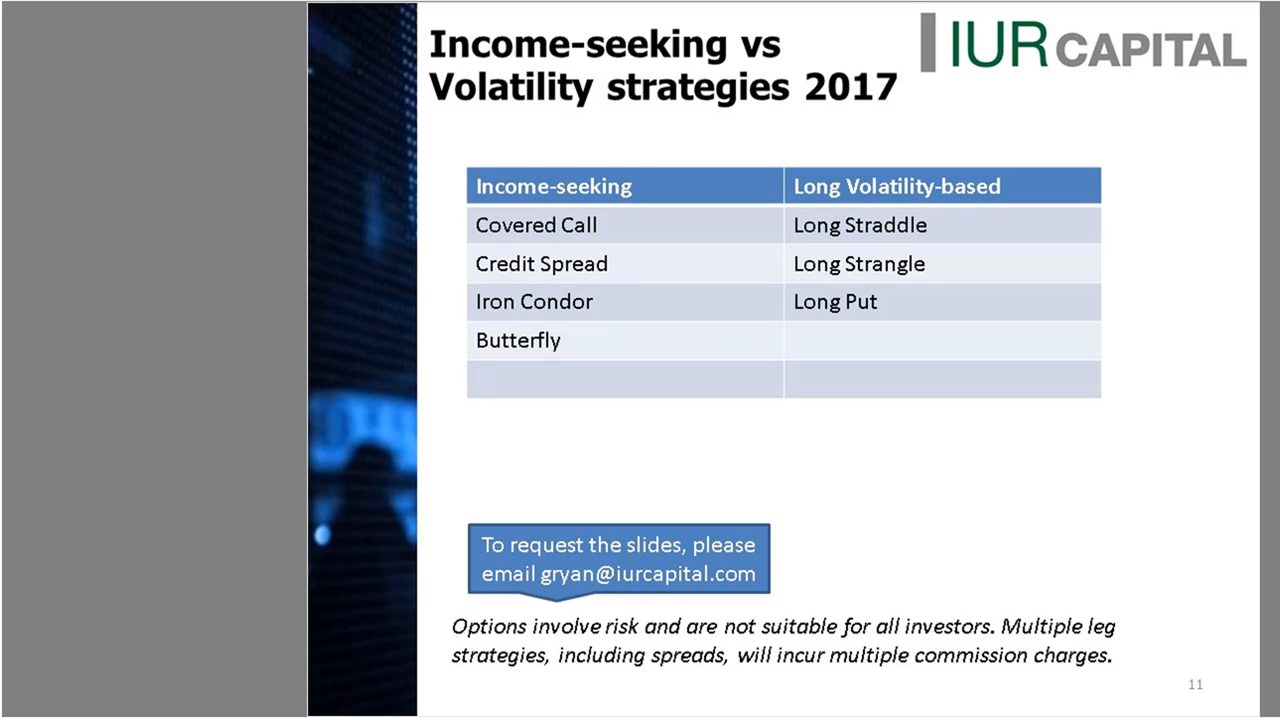 Income-seeking vs
Volatility strategies 2017
IUR CAPITAL
Income-seeking
Long Volatility-based
Covered Call
Long Straddle
Credit Spread
Long Strangle
Iron Condor
Long Put
Butterfly
To request the slides, please
email gryan@iurcapital.com
Options involve risk and are not suitable for all investors. Multiple leg
strategies, including spreads, will incur multiple commission charges.
11